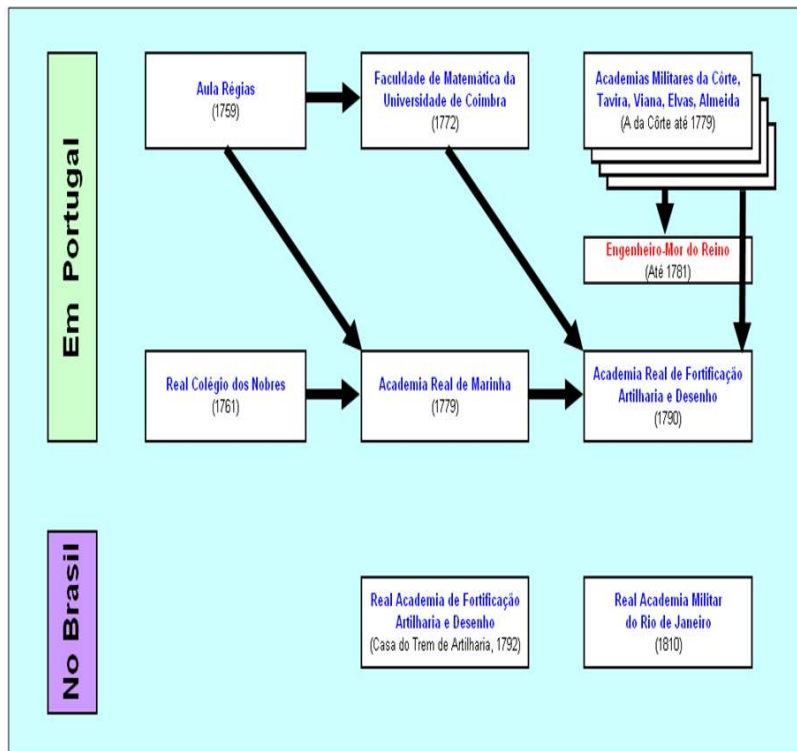 Em Portugal
Aula Régias
(1759)
Faculdade de Matemática da
Universidade de Coimbra
(1772)
Academias Militares da Côrte,
Tavira, Viana, Elvas, Almeida
(A da Côrte até 1779)
Engenheiro-Mor do Reino
(Até 1781)
Real Colégio dos Nobres
(1761)
Academia Real de Marinha
(1779)
Academia Real de Fortificação
Artilharia e Desenho
(1790)
No Brasil
Real Academia de Fortificação
Artilharia e Desenho
(Casa do Trem de Artilharia, 1792)
Real Academia Militar
do Rio de Janeiro
(1810)